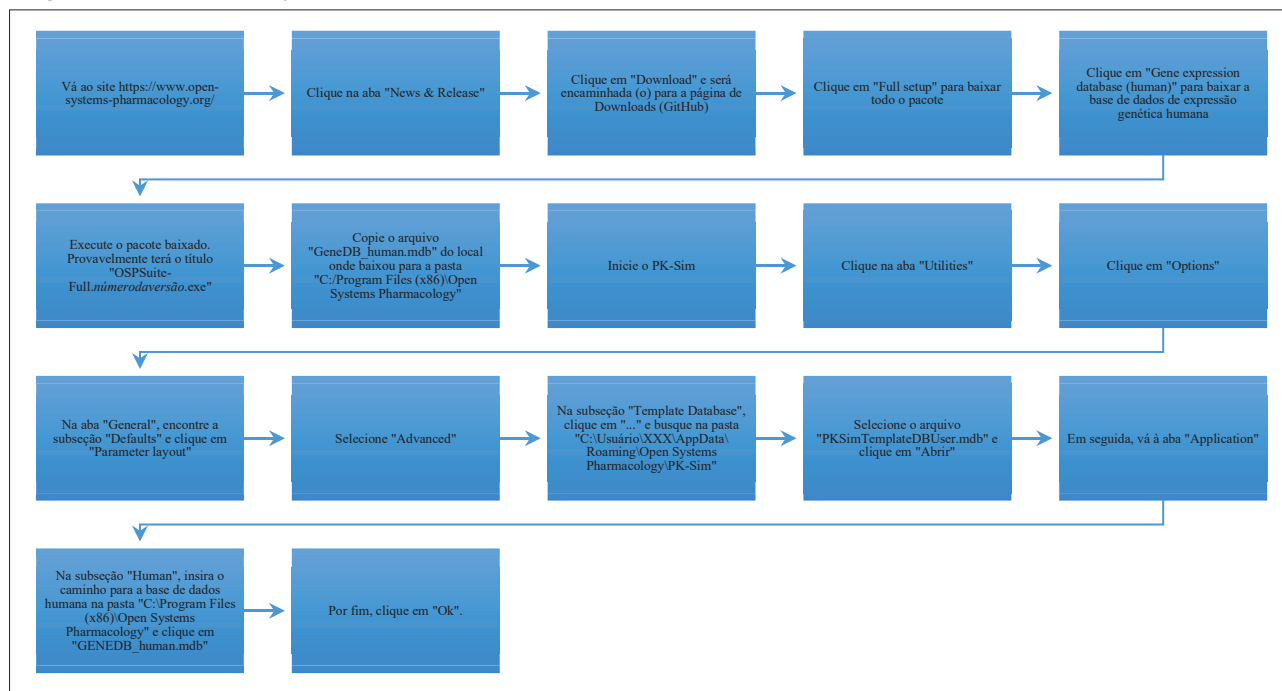 Vá ao site https://www.open-
systems-pharmacology.org/
Clique na aba "News & Release"
Clique em "Download" e será
encaminhada (o) para a página de
Downloads (GitHub)
Clique em "Full setup" para baixar
todo o pacote
Clique em "Gene expression
database (human)" para baixar a
base de dados de expressão
genética humana
Execute o pacote baixado.
Provavelmente terá o título
"OSPSuite-
Full.númerodaversão.exe"
Copie o arquivo
"GeneDB_human.mdb" do local
onde baixou para a pasta
"C:/Program Files (x86)\Open
Systems Pharmacology"
Inicie o PK-Sim
Clique na aba "Utilities"
Clique em "Options"
Na aba "General", encontre a
subseção "Defaults" e clique em
"Parameter layout"
Selecione "Advanced"
Na subseção "Template Database",
clique em "..." e busque na pasta
"C:\Usuário\XXX\AppData\
Roaming\Open Systems
Pharmacology\PK-Sim"
Selecione o arquivo
"PKSimTemplateDBUser.mdb" e
clique em "Abrir"
Em seguida, vá à aba "Application"
Na subseção "Human", insira o
caminho para a base de dados
humana na pasta "C:\Program Files
(x86)\Open Systems
Pharmacology" e clique em
"GENEDB_human.mdb"
Por fim, clique em "Ok".